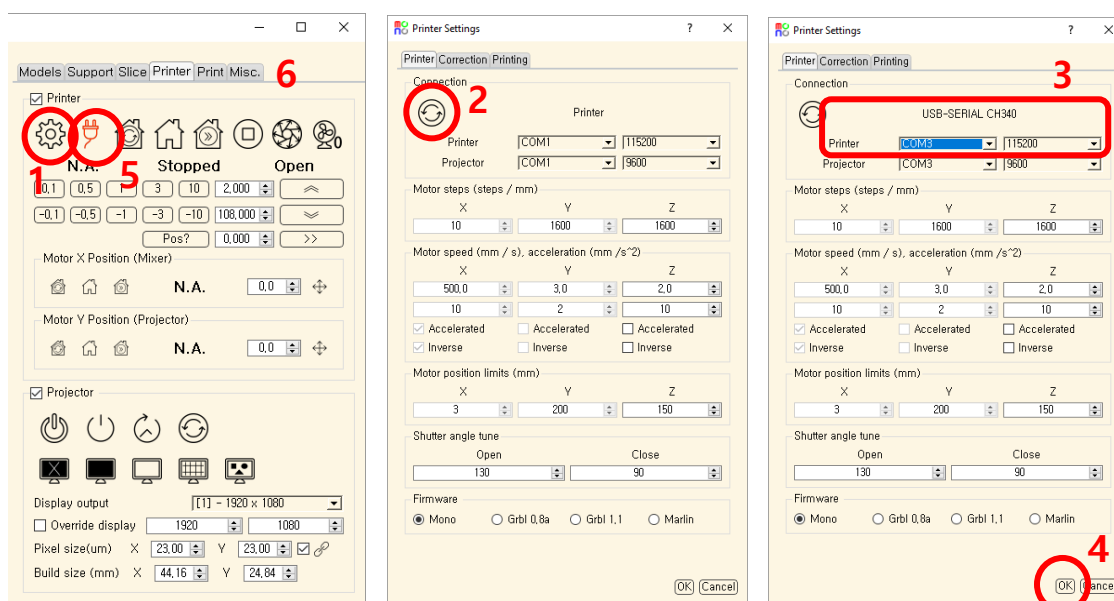 Models Support Slice Printer Print Misc. 6
Printer
1 5
N.A. Stopped Open
0,1 0,5 1 3 10 2,000
-0,1 -0,5 -1 -3 -10 108,000
Pos? 0,000 >>
Motor X Position (Mixer)
N.A. 0,0
Motor Y Position (Projector)
N.A. 0,0
Projector
Display output [1] - 1920 x 1080
Override display 1920 1080
Pixel size(um) X 23,00 Y 23,00
Build size (mm) X 44,16 Y 24,84
Printer Settings ? X
Printer Correction Printing
Connection
2
Printer
Printer COM1 115200
Projector COM1 9600
Motor steps (steps / mm)
X Y Z
10 1600 1600
Motor speed (mm / s), acceleration (mm /s^2)
X Y Z
500,0 3,0 2,0
10 2 10
Accelerated Accelerated Accelerated
Inverse Inverse Inverse
Motor position limits (mm)
X Y Z
3 200 150
Shutter angle tune
Open Close
130 90
Firmware
Mono Grbl 0,8a Grbl 1,1 Marlin
OK Cancel
Printer Settings ? X
Printer Correction Printing
3
Connection
USB-SERIAL CH340
Printer COM3 115200
Projector COM3 9600
Motor steps (steps / mm)
X Y Z
10 1600 1600
Motor speed (mm / s), acceleration (mm /s^2)
X Y Z
500,0 3,0 2,0
10 2 10
Accelerated Accelerated Accelerated
Inverse Inverse Inverse
Motor position limits (mm)
X Y Z
3 200 150
Shutter angle tune
Open Close
130 90
Firmware
Mono Grbl 0,8a Grbl 1,1 Marlin
4
OK Cance